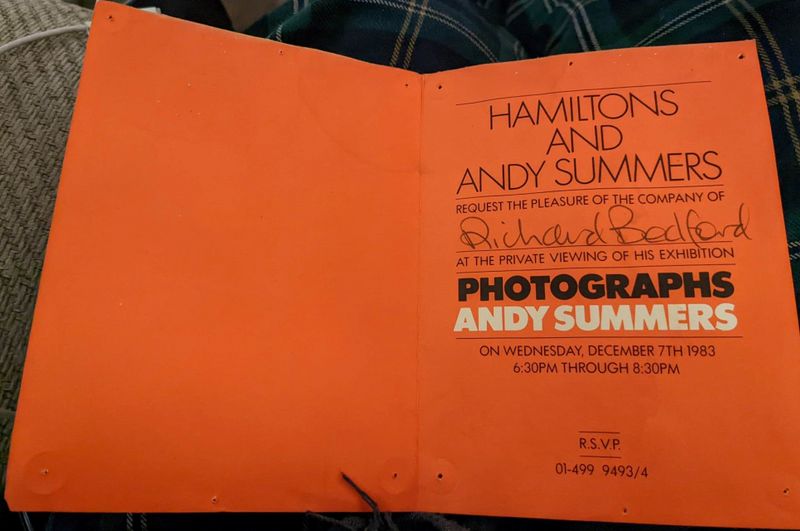 HAMILTONS
AND
ANDY SUMMERS
REQUEST THE PLEASURE OF THE COMPANY OF
Richard Bedford
AT THE PRIVATE VIEWING OF HIS EXHIBITION
PHOTOGRAPHS
ANDY SUMMERS
ON WEDNESDAY, DECEMBER 7TH 1983
6:30PM THROUGH 8:30PM
R.S.V.P.
01-499 9493/4